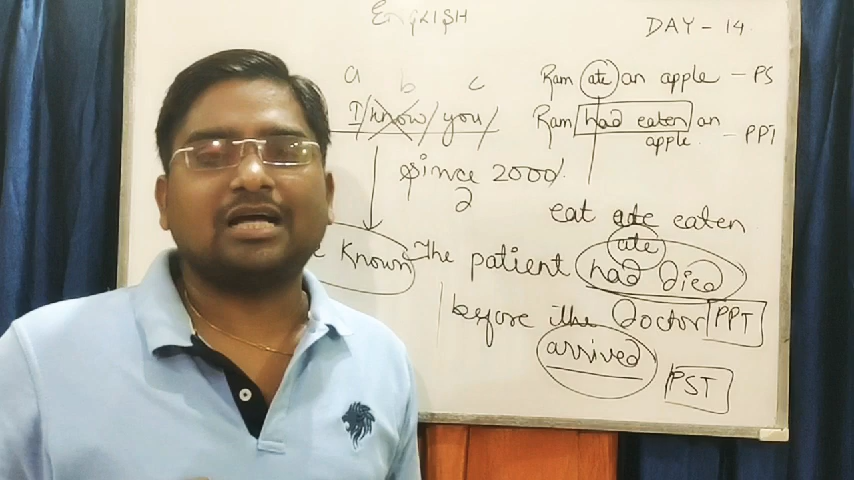 English
DAY - 14
a b c
I/know/you/
since 2000/.
2
Known
Ram ate an apple - PS
Ram had eaten an
apple. - PPT
eat ate eaten
ate
The patient had died
before the Doctor PPT
arrived
PST